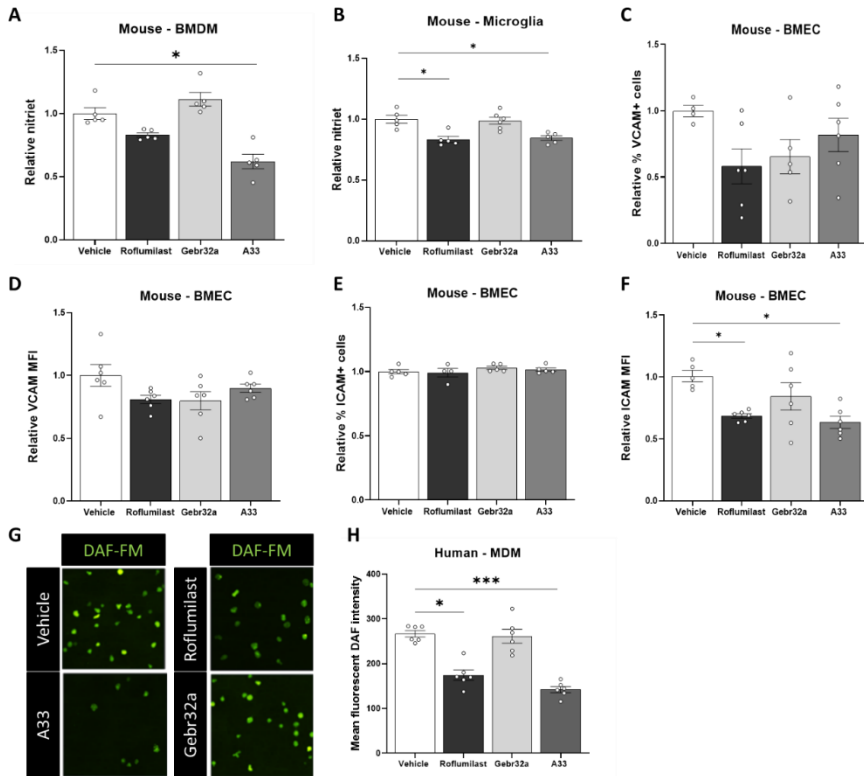 A
Mouse - BMDM
*
Relative nitriet
1.5
1.0
0.5
0.0
Vehicle Roflumilast Gebr32a A33
B
Mouse - Microglia
*
*
Relative nitriet
1.5
1.0
0.5
0.0
Vehicle Roflumilast Gebr32a A33
C
Mouse - BMEC
Relative % VCAM+ cells
1.5
1.0
0.5
0.0
Vehicle Roflumilast Gebr32a A33
D
Mouse - BMEC
Relative VCAM MFI
1.5
1.0
0.5
0.0
Vehicle Roflumilast Gebr32a A33
E
Mouse - BMEC
Relative % ICAM+ cells
1.5
1.0
0.5
0.0
Vehicle Roflumilast Gebr32a A33
F
Mouse - BMEC
*
*
Relative ICAM MFI
1.5
1.0
0.5
0.0
Vehicle Roflumilast Gebr32a A33
G
DAF-FM DAF-FM
Vehicle
Roflumilast
A33
Gebr32a
H
Human - MDM
***
*
Mean fluorescent DAF intensity
400
300
200
100
0
Vehicle Roflumilast Gebr32a A33